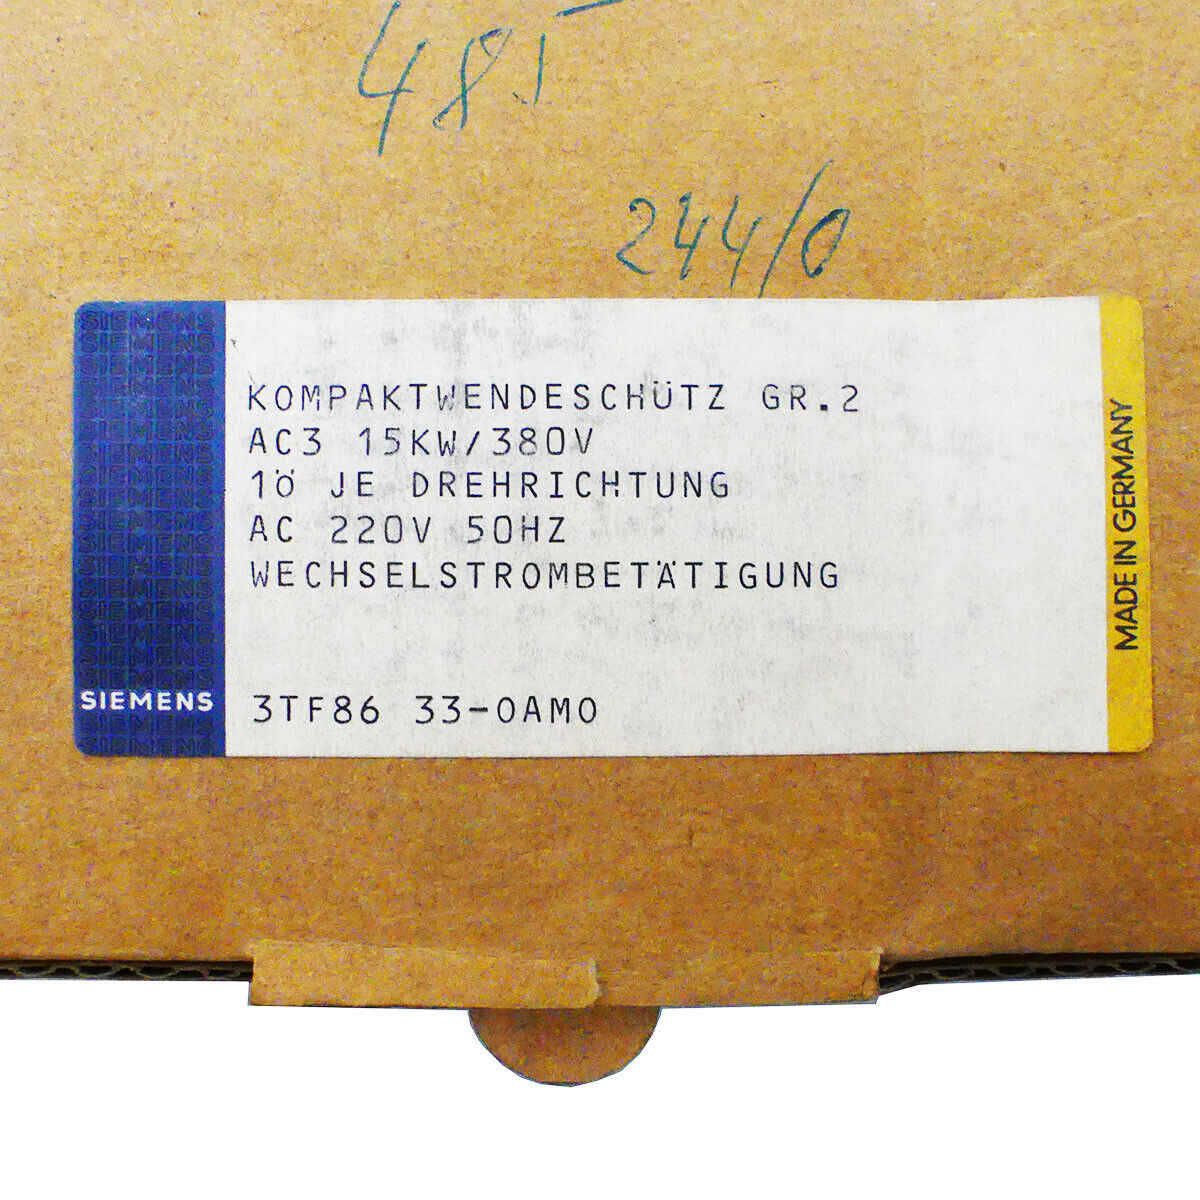 485
244/0
KOMPAKTWENDESCHÜTZ GR.2
AC3 15KW/380V
1Ö JE DREHRICHTUNG
AC 220V 50HZ
WECHSELSTROMBETÄTIGUNG
SIEMENS
3TF86 33-0AM0
MADE IN GERMANY